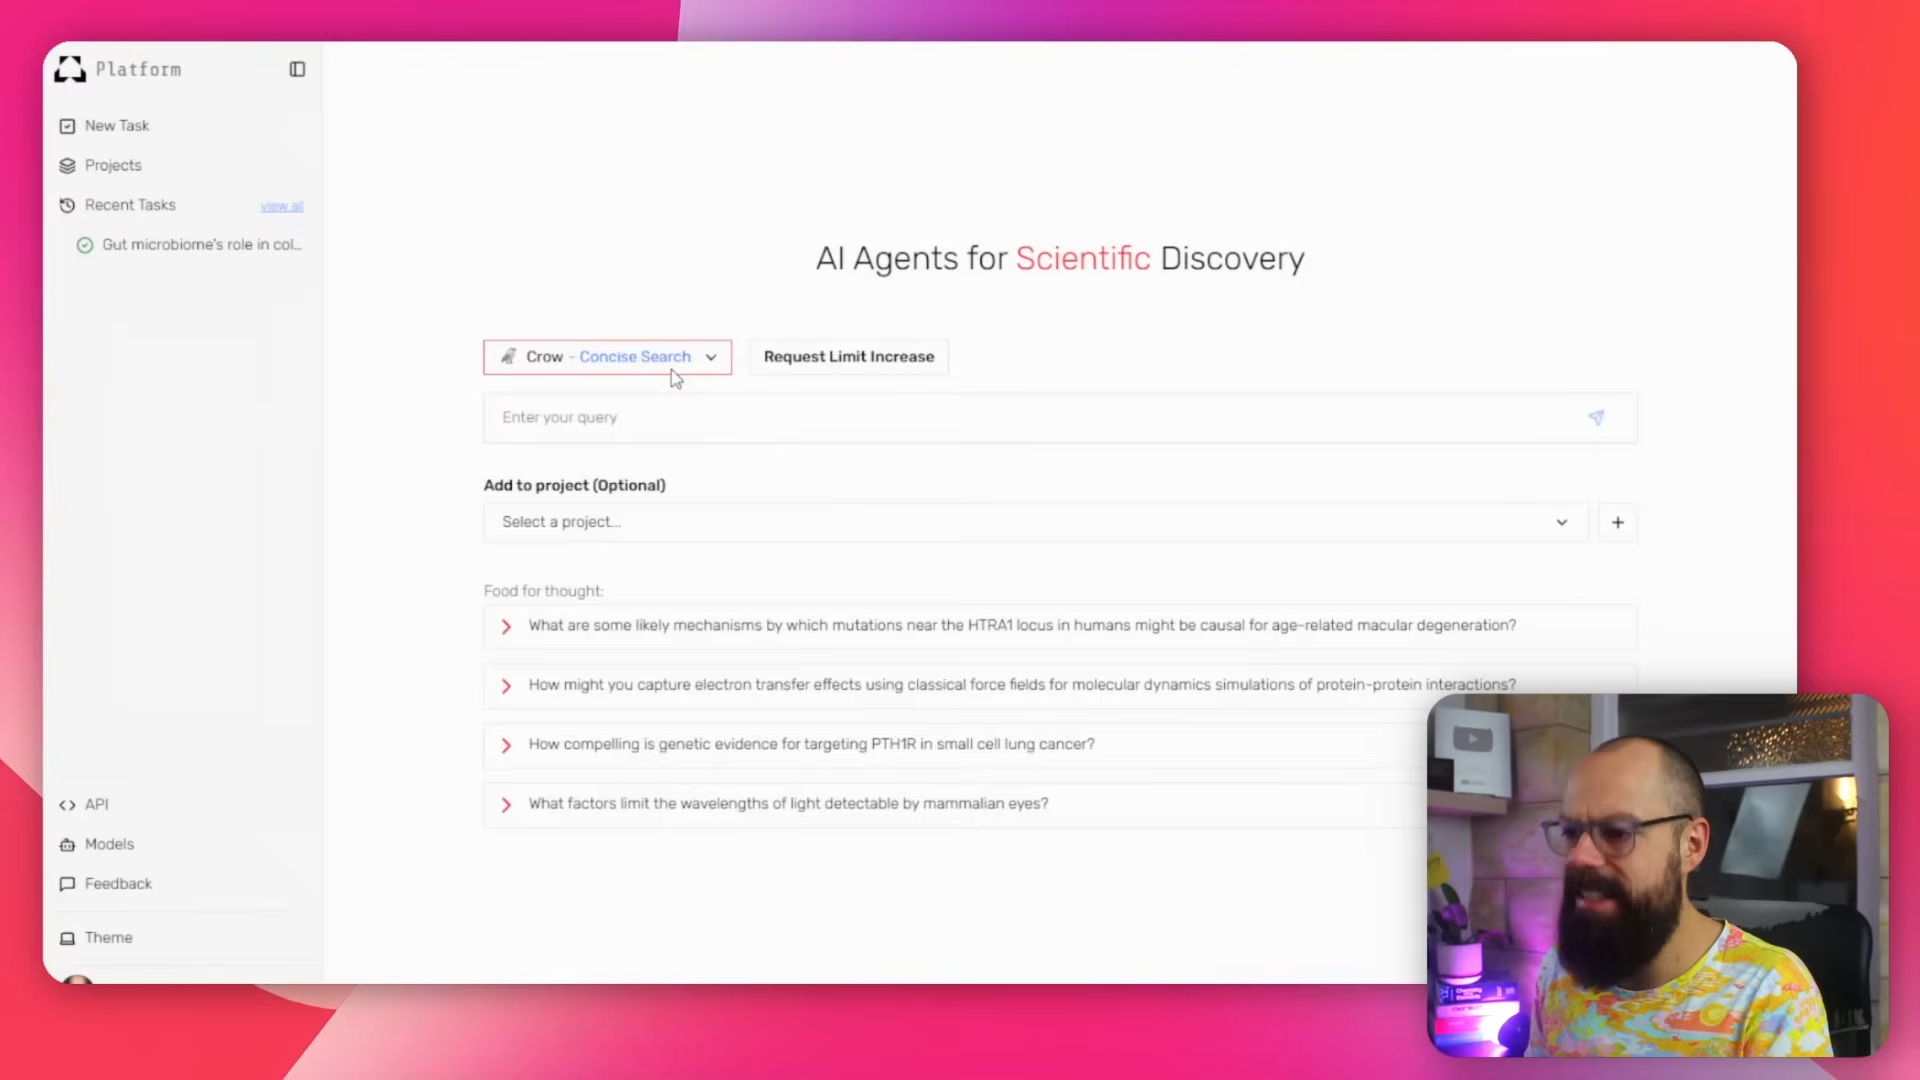 Platform
New Task
Projects
Recent Tasks
view all
Gut microbiome's role in col...
API
Models
Feedback
Theme
AI Agents for Scientific Discovery
Crow - Concise Search
Request Limit Increase
Enter your query
Add to project (Optional)
Select a project...
Food for thought:
What are some likely mechanisms by which mutations near the HTRA1 locus in humans might be causal for age-related macular degeneration?
How might you capture electron transfer effects using classical force fields for molecular dynamics simulations of protein-protein interactions?
How compelling is genetic evidence for targeting PTH1R in small cell lung cancer?
What factors limit the wavelengths of light detectable by mammalian eyes?